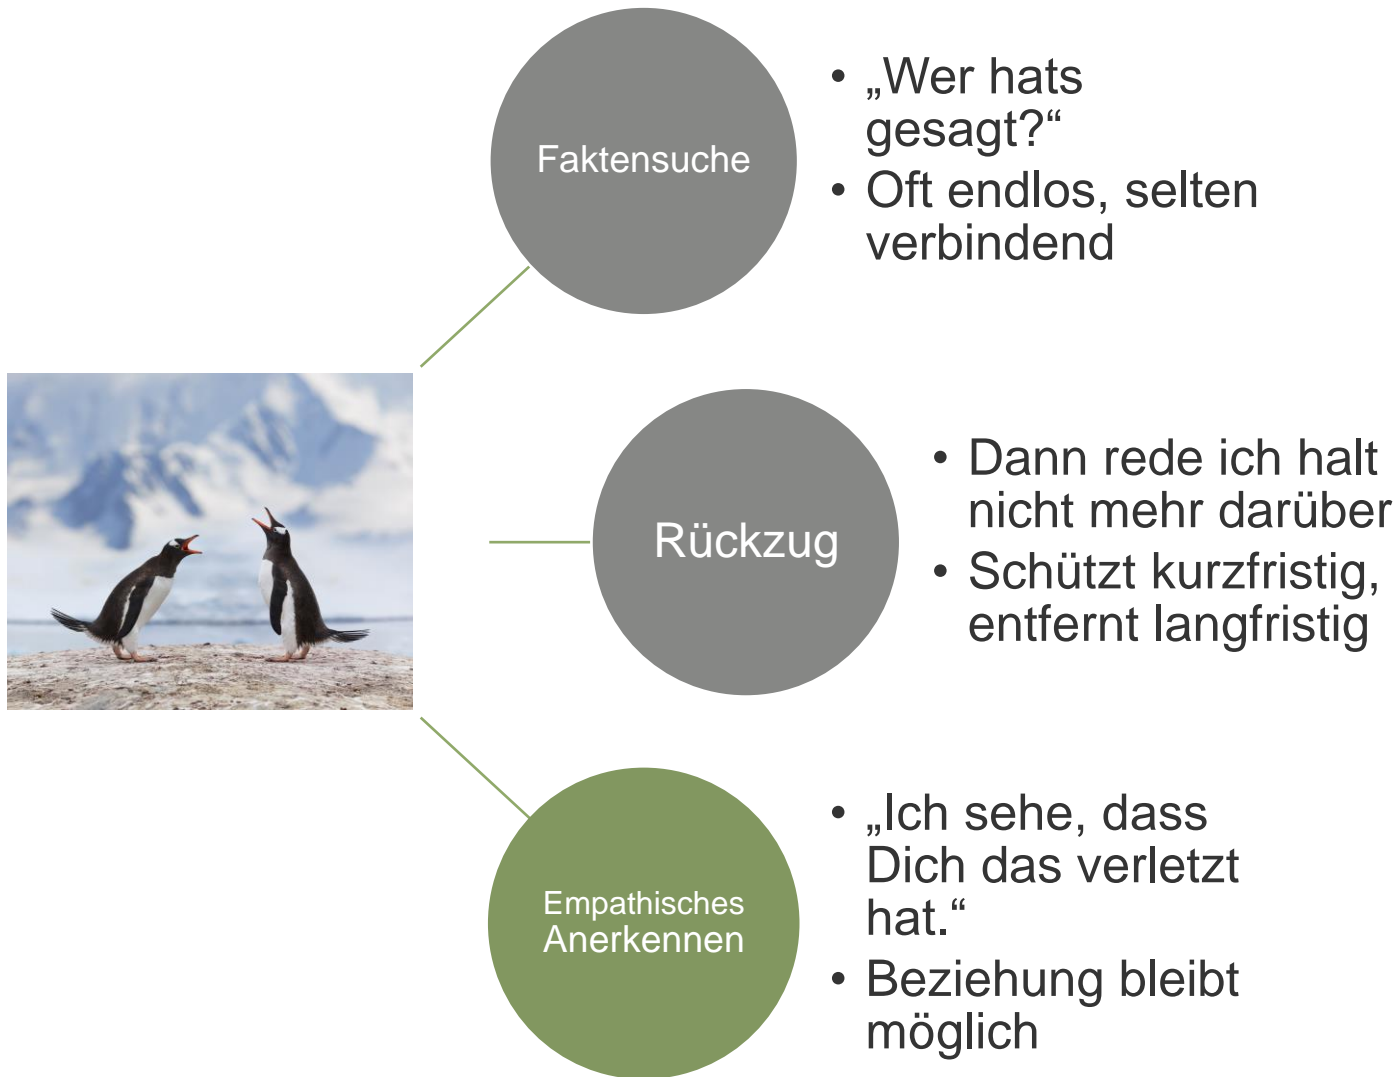 Faktensuche
• „Wer hats
gesagt?“
• Oft endlos, selten
verbindend
Rückzug
• Dann rede ich halt
nicht mehr darüber
• Schützt kurzfristig,
entfernt langfristig
Empathisches
Anerkennen
• „Ich sehe, dass
Dich das verletzt
hat.“
• Beziehung bleibt
möglich